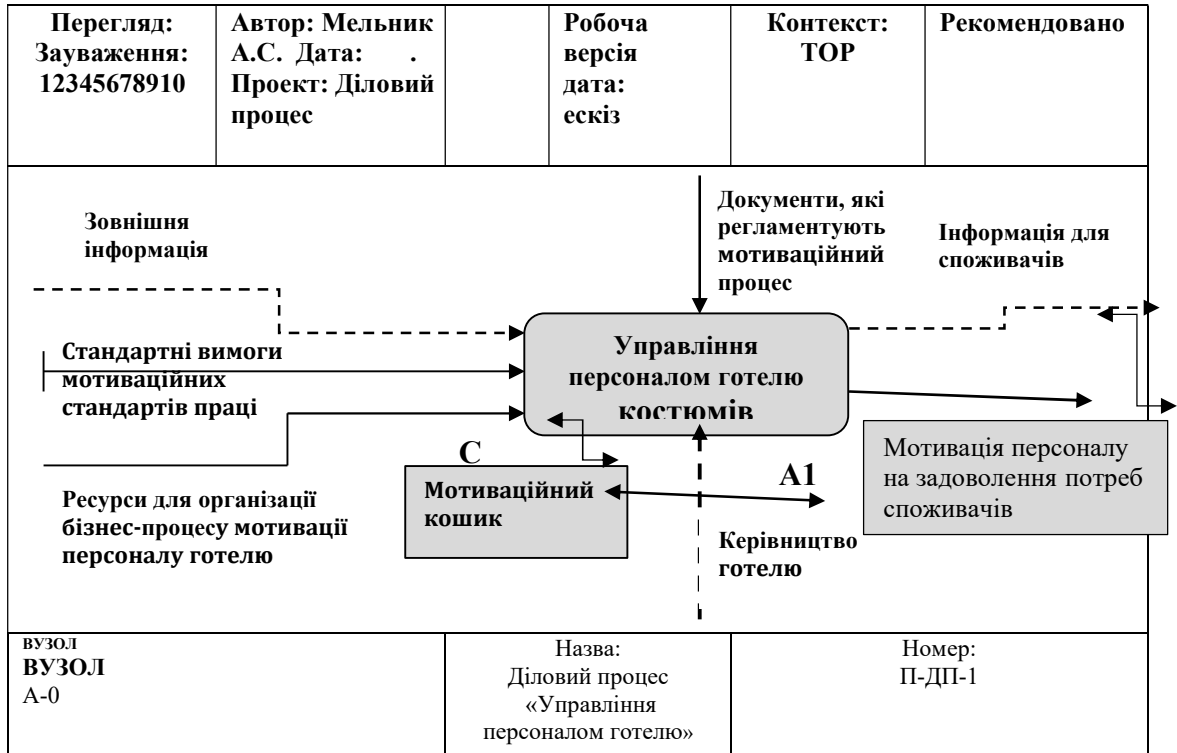 Перегляд:
Зауваження:
12345678910
Автор: Мельник
А.С. Дата: .
Проект: Діловий
процес
Робоча
версія
дата:
ескіз
Контекст:
TOP
Рекомендовано
Зовнішня
інформація
Документи, які
регламентують
мотиваційний
процес
Інформація для
споживачів
Стандартні вимоги
мотиваційних
стандартів праці
Управління
персоналом готелю
костюмів
С
Мотиваційний
кошик
А1
Мотивація персоналу
на задоволення потреб
споживачів
Ресурси для організації
бізнес-процесу мотивації
персоналу готелю
Керівництво
готелю
ВУЗОЛ
ВУЗОЛ
А-0
Назва:
Діловий процес
«Управління
персоналом готелю»
Номер:
П-ДП-1